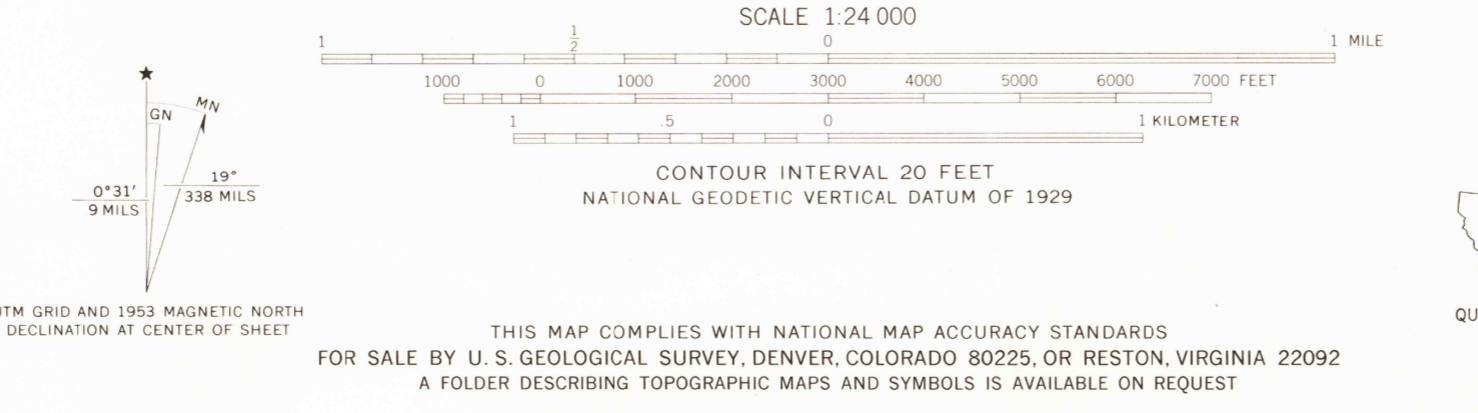 SCALE 1:24 000
1 1/2 0 1 MILE
1000 0 1000 2000 3000 4000 5000 6000 7000 FEET
1 .5 0 1 KILOMETER
CONTOUR INTERVAL 20 FEET
NATIONAL GEODETIC VERTICAL DATUM OF 1929
★
GN
MN
0°31′
9 MILS
19°
338 MILS
UTM GRID AND 1953 MAGNETIC NORTH
DECLINATION AT CENTER OF SHEET
THIS MAP COMPLIES WITH NATIONAL MAP ACCURACY STANDARDS
FOR SALE BY U. S. GEOLOGICAL SURVEY, DENVER, COLORADO 80225, OR RESTON, VIRGINIA 22092
A FOLDER DESCRIBING TOPOGRAPHIC MAPS AND SYMBOLS IS AVAILABLE ON REQUEST
QU